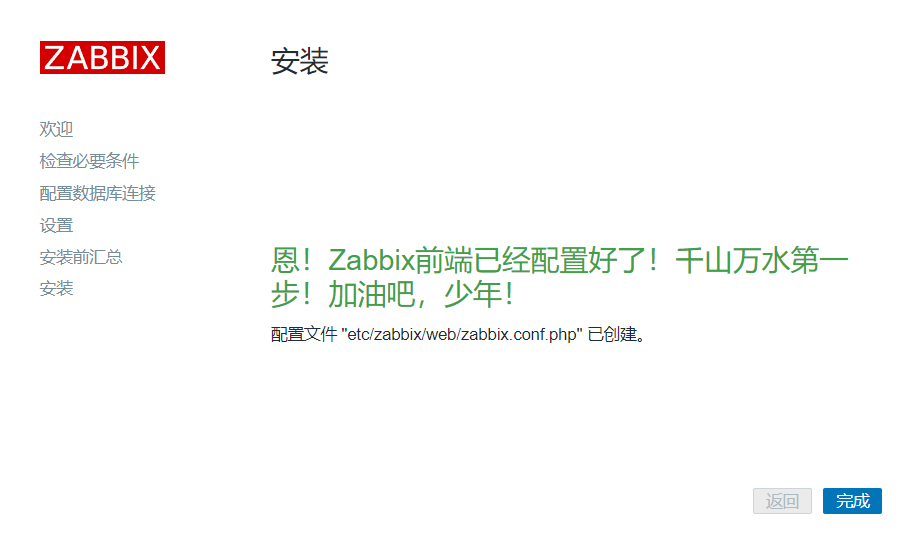 ZABBIX
安装
欢迎
检查必要条件
配置数据库连接
设置
安装前汇总
安装
恩！Zabbix前端已经配置好了！千山万水第一
步！加油吧，少年！
配置文件 "etc/zabbix/web/zabbix.conf.php" 已创建。
返回
完成